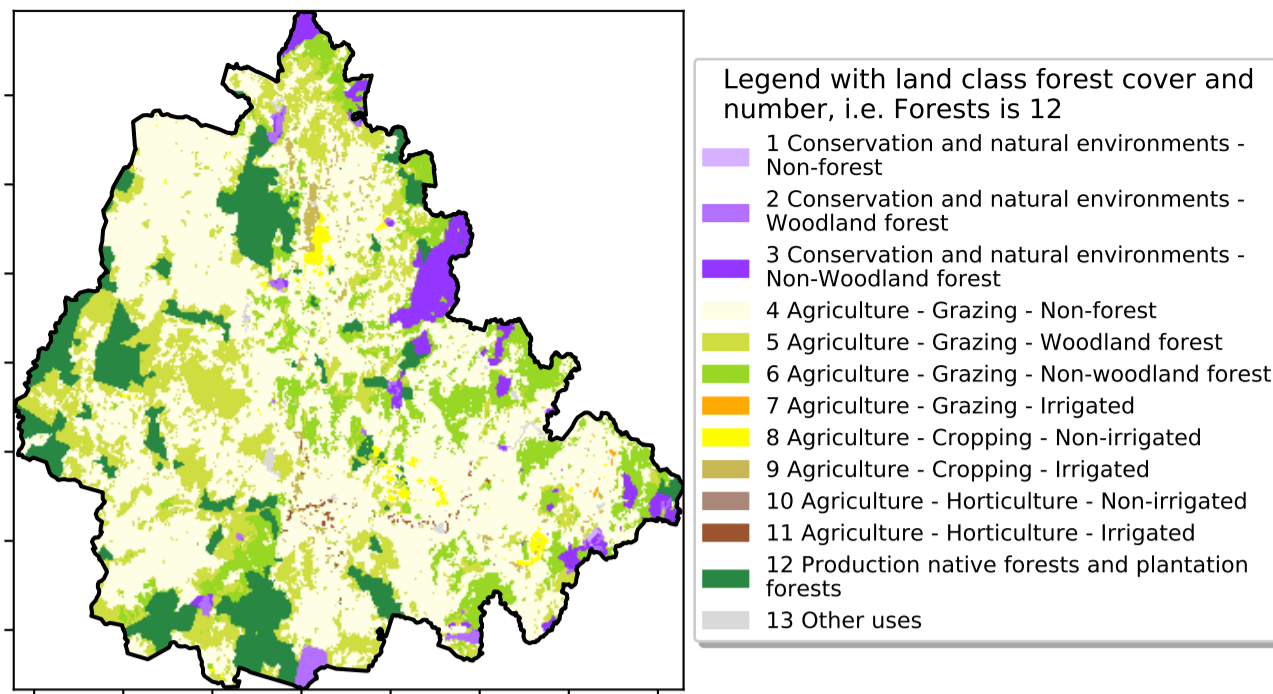 Legend with land class forest cover and
number, i.e. Forests is 12
1 Conservation and natural environments -
Non-forest
2 Conservation and natural environments -
Woodland forest
3 Conservation and natural environments -
Non-Woodland forest
4 Agriculture - Grazing - Non-forest
5 Agriculture - Grazing - Woodland forest
6 Agriculture - Grazing - Non-woodland forest
7 Agriculture - Grazing - Irrigated
8 Agriculture - Cropping - Non-irrigated
9 Agriculture - Cropping - Irrigated
10 Agriculture - Horticulture - Non-irrigated
11 Agriculture - Horticulture - Irrigated
12 Production native forests and plantation
forests
13 Other uses